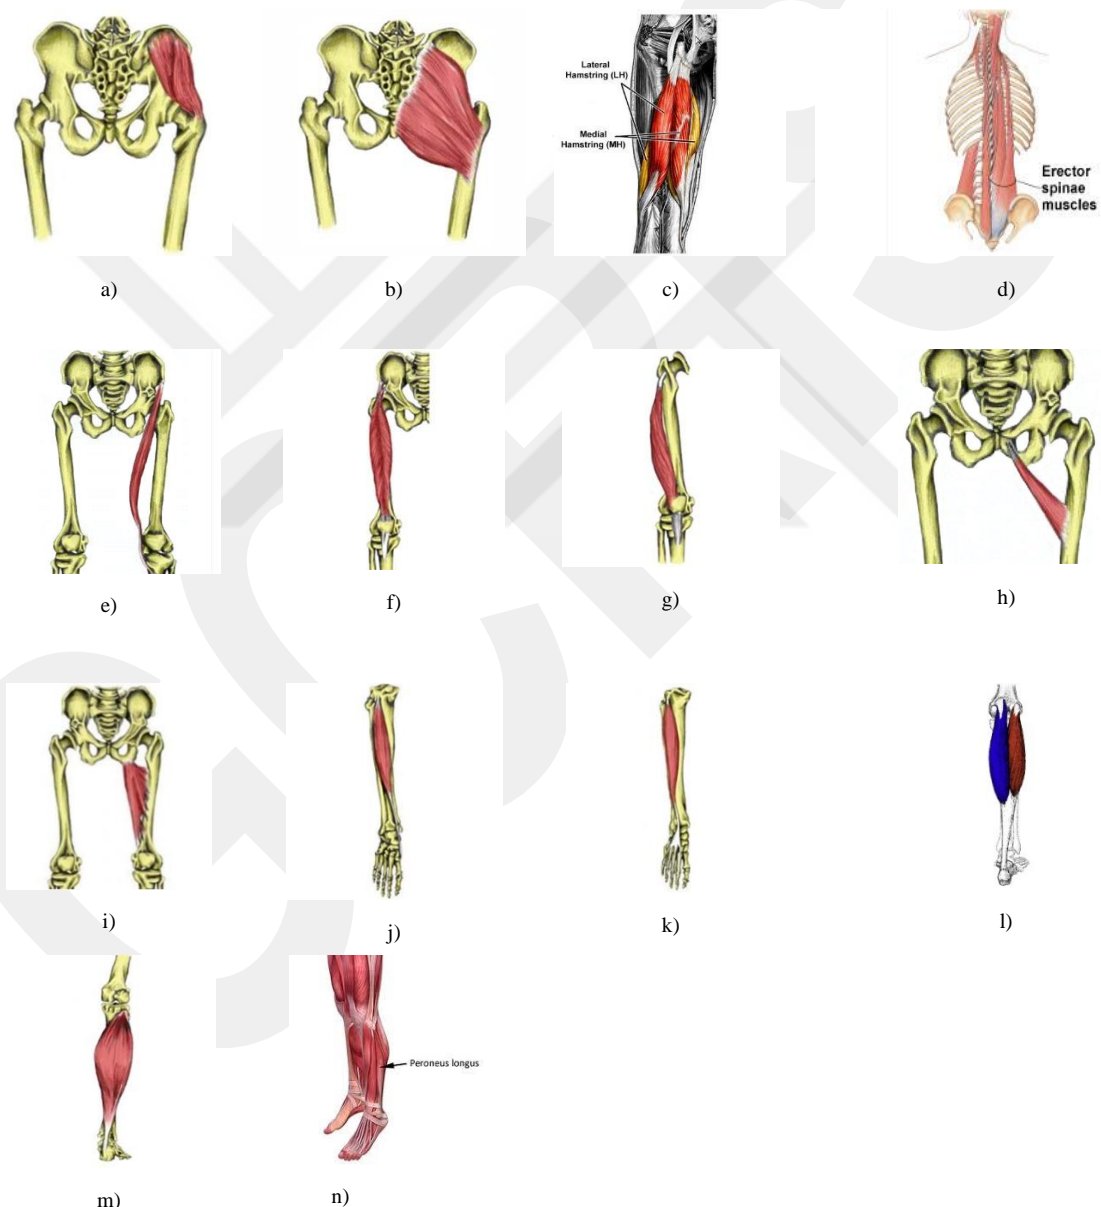 Lateral
Hamstring (LH)
Medial
Hamstring (MH)
Erector
spinae
muscles
a)
b)
c)
d)
e)
f)
g)
h)
i)
j)
k)
l)
Peroneus longus
m)
n)